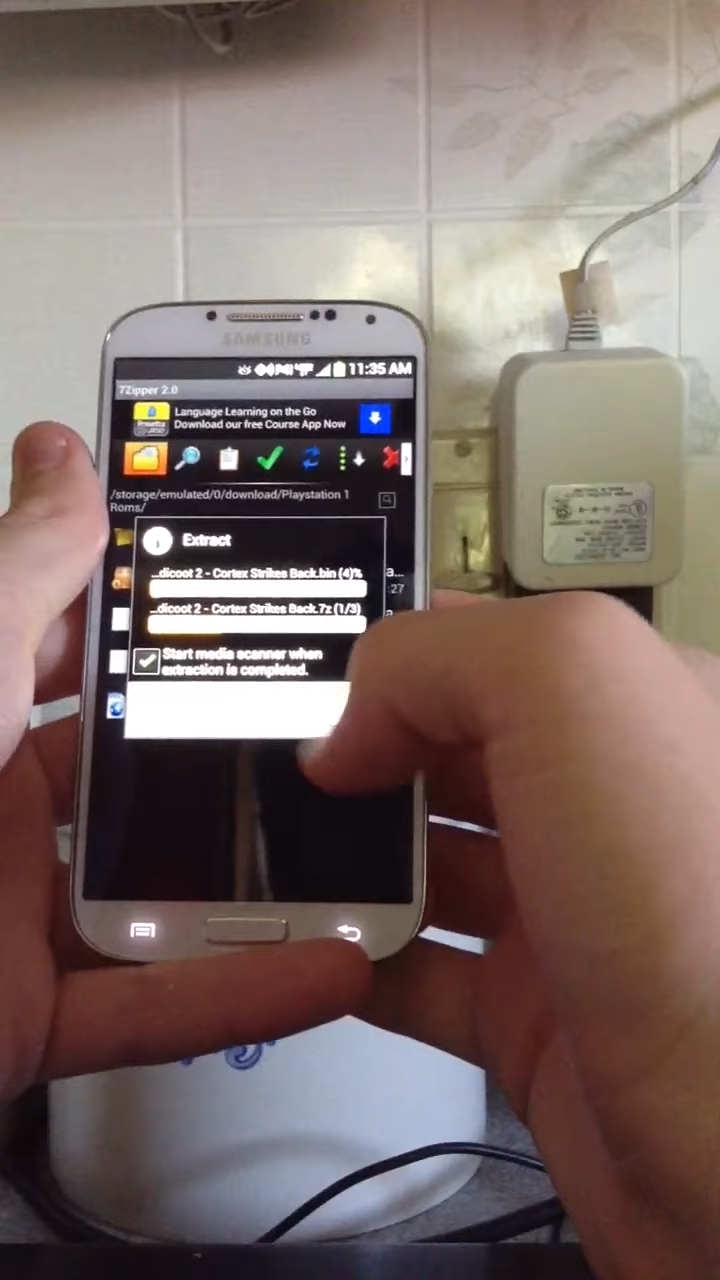 SAMSUNG
11:35 AM
7Zipper 2.0
Language Learning on the Go
Download our free Course App Now
/storage/emulated/0/download/Playstation 1
Roms/
Extract
...dicoot 2 - Cortex Strikes Back.bin (4)%
...dicoot 2 - Cortex Strikes Back.7z (1/3)
Start media scanner when
extraction is completed.
a...
:27